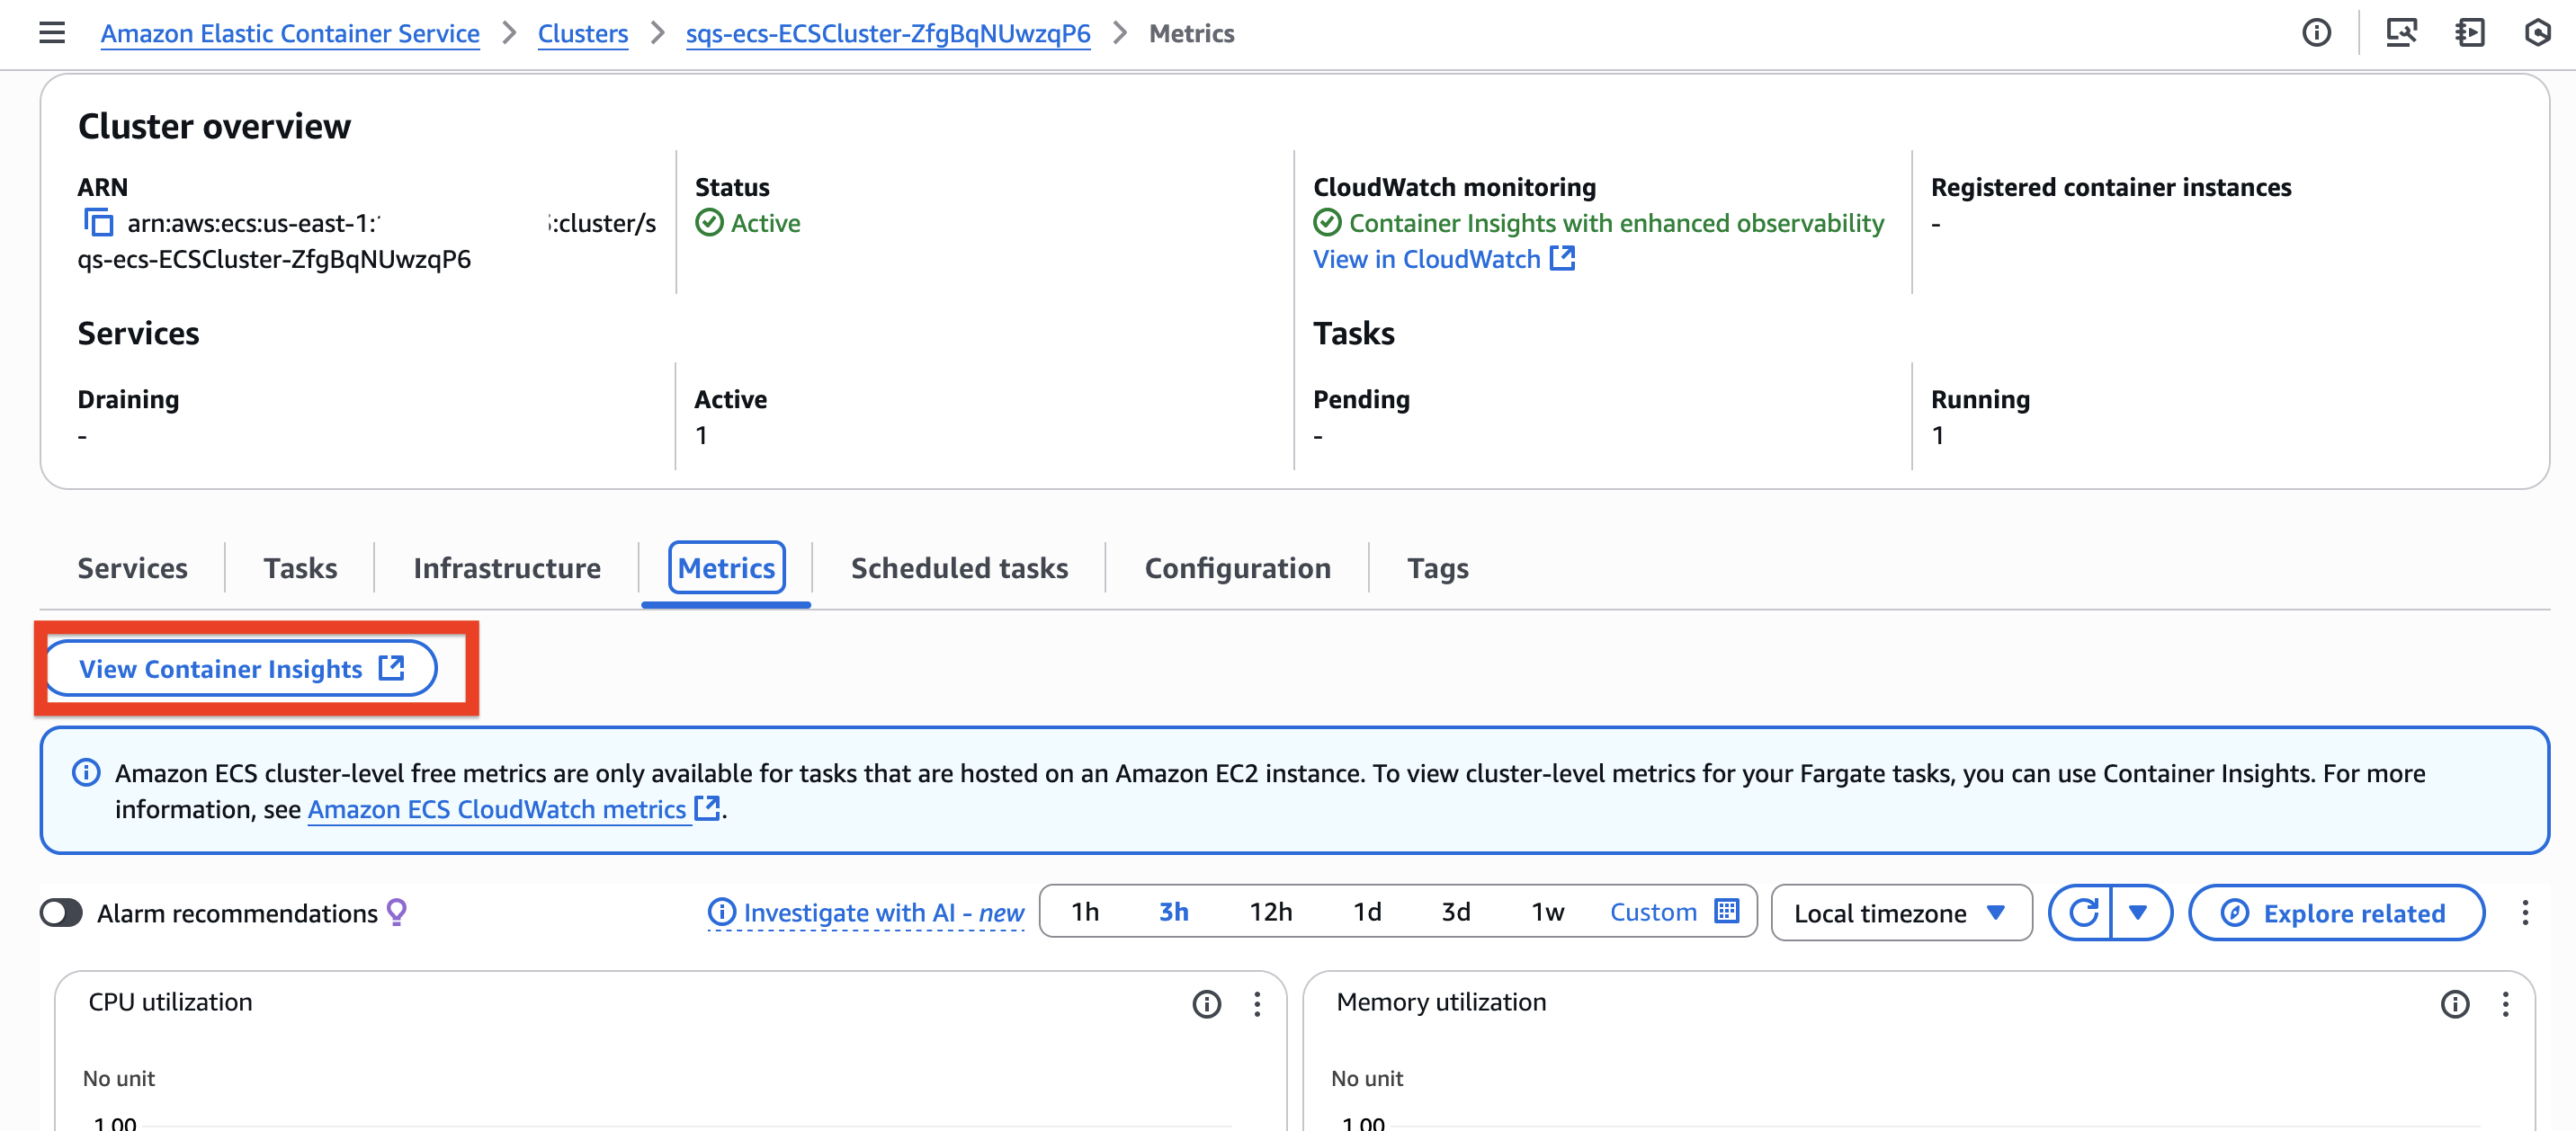 Amazon Elastic Container Service > Clusters > sqs-ecs-ECSCluster-ZfgBqNUwzqP6 > Metrics
Cluster overview
ARN
arn:aws:ecs:us-east-1: :cluster/s
qs-ecs-ECSCluster-ZfgBqNUwzqP6
Status
Active
CloudWatch monitoring
Container Insights with enhanced observability
View in CloudWatch
Registered container instances
-
Services
Tasks
Draining
-
Active
1
Pending
-
Running
1
Services Tasks Infrastructure Metrics Scheduled tasks Configuration Tags
View Container Insights
Amazon ECS cluster-level free metrics are only available for tasks that are hosted on an Amazon EC2 instance. To view cluster-level metrics for your Fargate tasks, you can use Container Insights. For more
information, see Amazon ECS CloudWatch metrics.
Alarm recommendations Investigate with AI - new 1h 3h 12h 1d 3d 1w Custom Local timezone Explore related
CPU utilization
No unit
1.00
Memory utilization
No unit
1.00